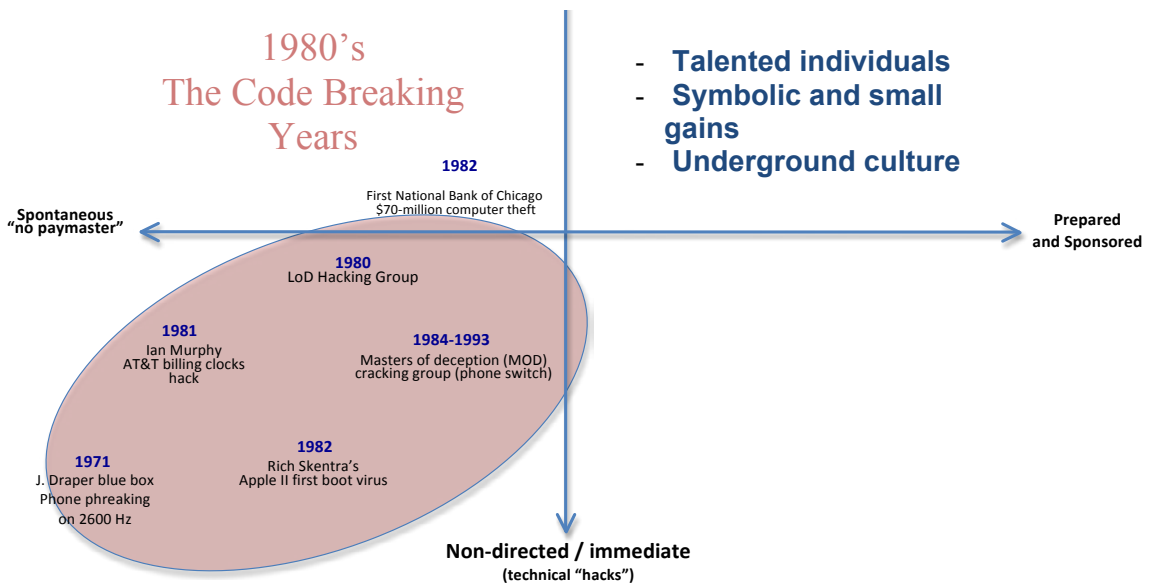 1980's
The Code Breaking
Years
- Talented individuals
- Symbolic and small
gains
- Underground culture
1982
First National Bank of Chicago
$70-million computer theft
Spontaneous
“no paymaster”
Prepared
and Sponsored
1980
LoD Hacking Group
1981
Ian Murphy
AT&T billing clocks
hack
1984-1993
Masters of deception (MOD)
cracking group (phone switch)
1971
J. Draper blue box
Phone phreaking
on 2600 Hz
1982
Rich Skentra’s
Apple II first boot virus
Non-directed / immediate
(technical “hacks”)